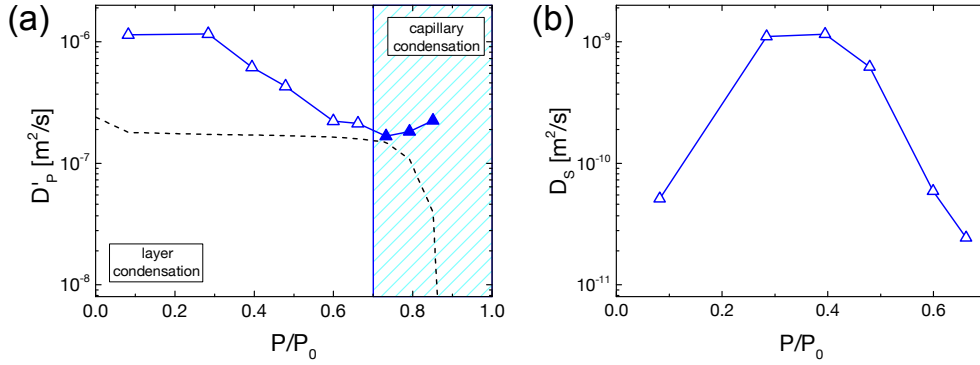 (a)
10⁻⁶
10⁻⁷
10⁻⁸
D'ₚ [m²/s]
capillary
condensation
layer
condensation
0.0 0.2 0.4 0.6 0.8 1.0
P/P₀
(b)
10⁻⁹
10⁻¹⁰
10⁻¹¹
Dₛ [m²/s]
0.0 0.2 0.4 0.6
P/P₀